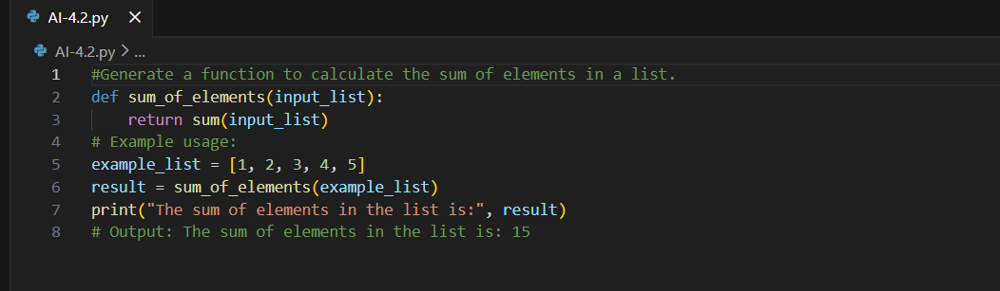 AI-4.2.py ×
AI-4.2.py > ...
1 #Generate a function to calculate the sum of elements in a list.
2 def sum_of_elements(input_list):
3     return sum(input_list)
4 # Example usage:
5 example_list = [1, 2, 3, 4, 5]
6 result = sum_of_elements(example_list)
7 print("The sum of elements in the list is:", result)
8 # Output: The sum of elements in the list is: 15